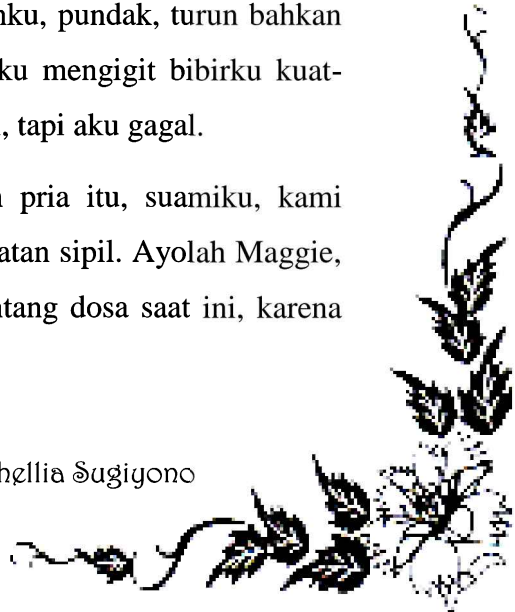 nku, pundak, turun bahkan
ku mengigit bibirku kuat-
, tapi aku gagal.
n pria itu, suamiku, kami
atan sipil. Ayolah Maggie,
ntang dosa saat ini, karena
hellia Sugiyono